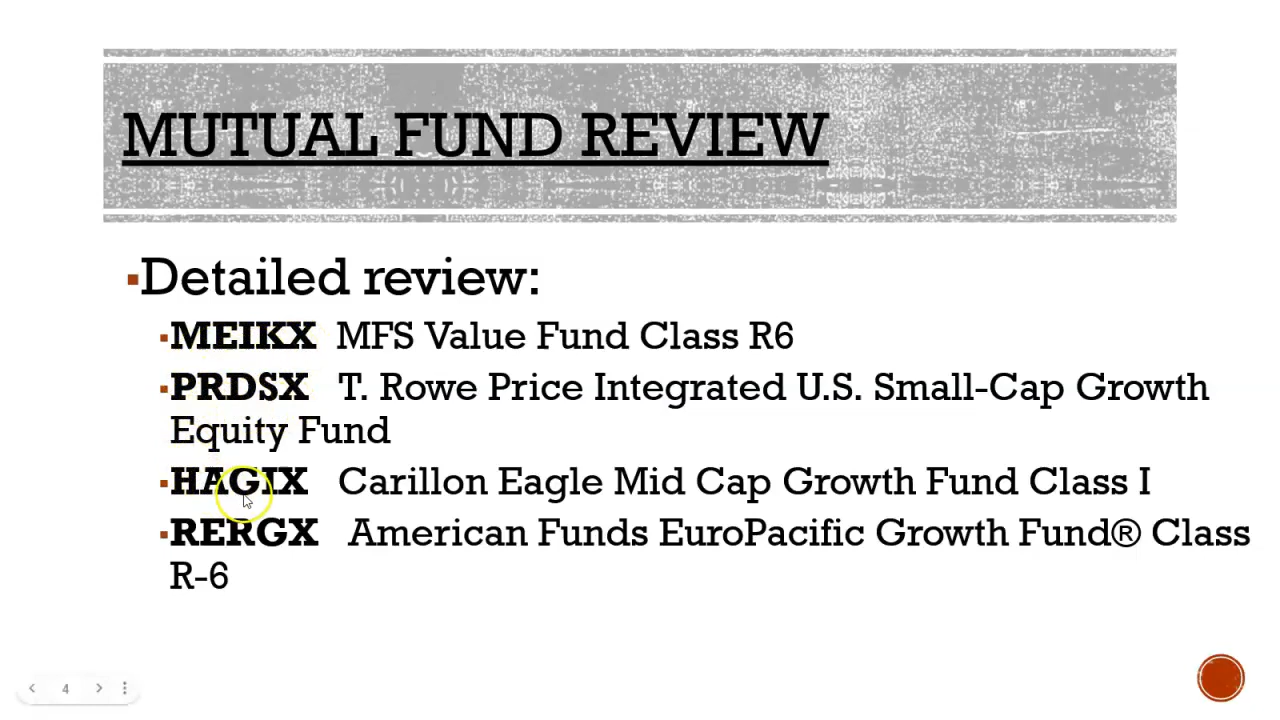 MUTUAL FUND REVIEW
▪Detailed review:
▪MEIKX MFS Value Fund Class R6
▪PRDSX T. Rowe Price Integrated U.S. Small-Cap Growth
Equity Fund
▪HAGIX Carillon Eagle Mid Cap Growth Fund Class I
▪RERGX American Funds EuroPacific Growth Fund® Class
R-6
4